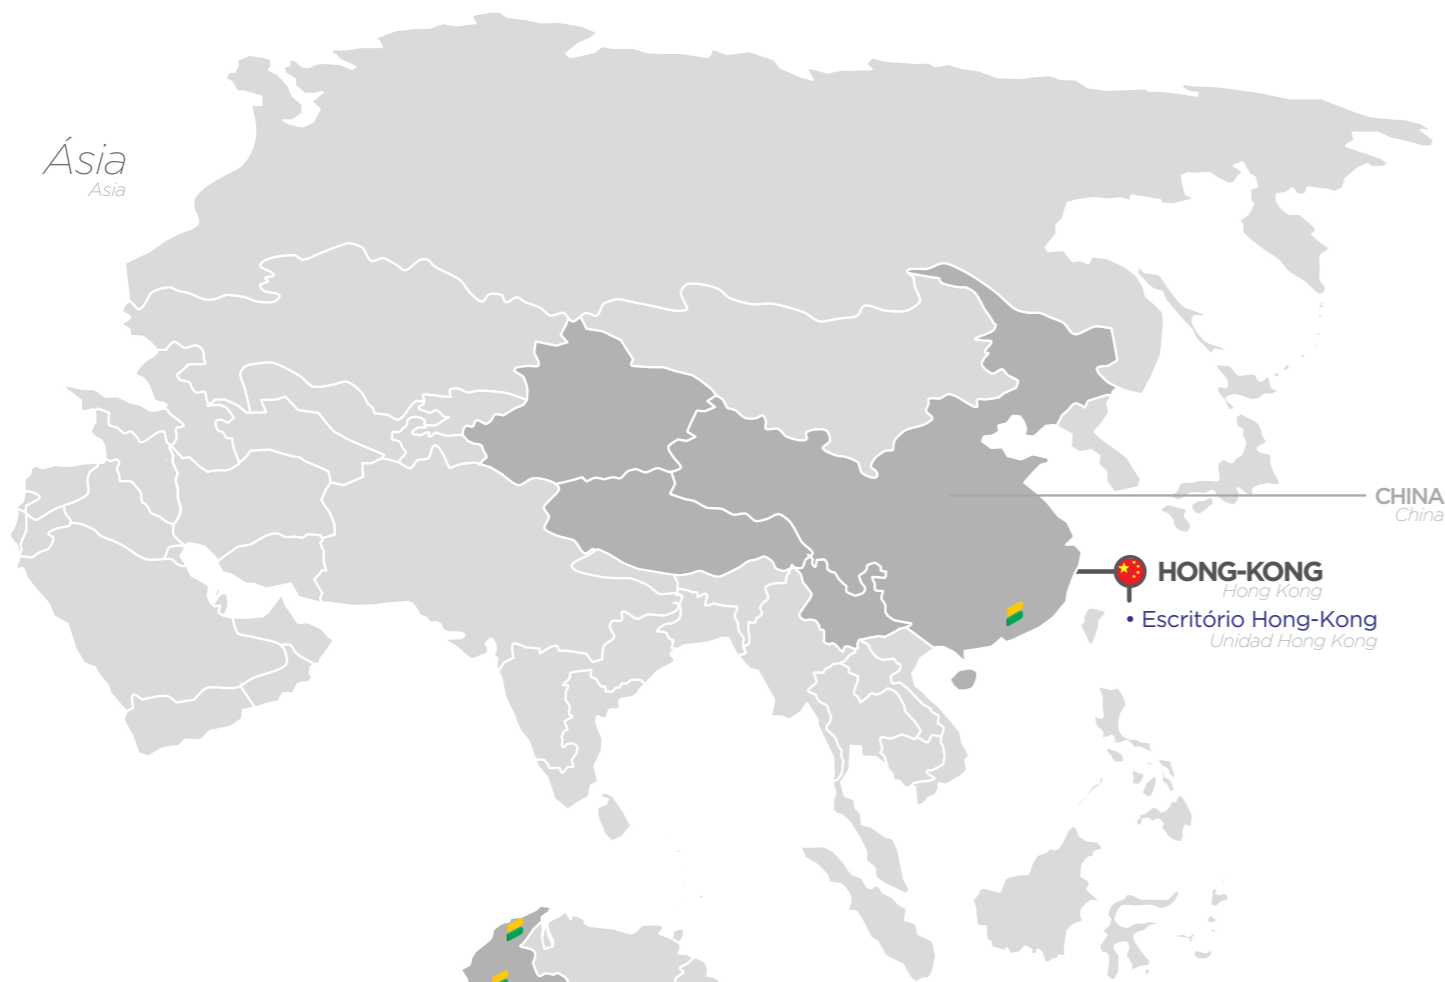 Ásia
Asia
CHINA
China
HONG-KONG
Hong Kong
• Escritório Hong-Kong
Unidad Hong Kong